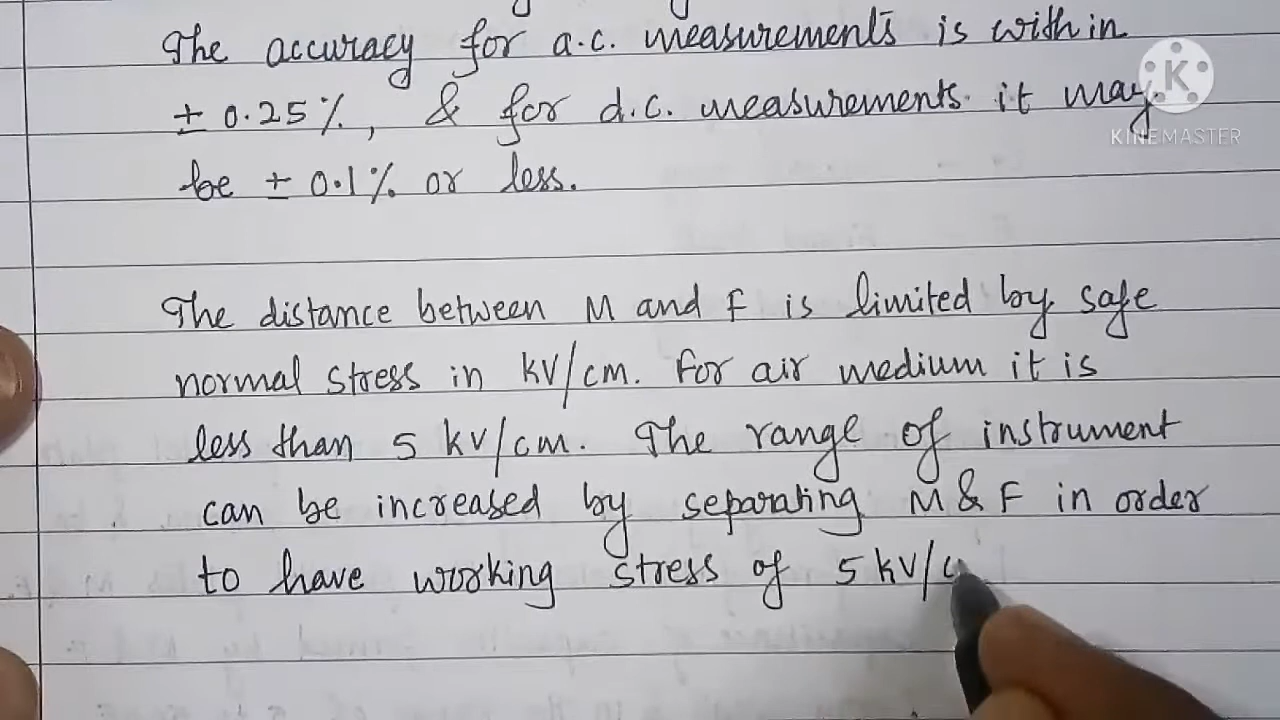 The accuracy for a.c. measurements is within
± 0.25%, & for d.c. measurements it may
be ± 0.1% or less.
The distance between M and F is limited by safe
normal stress in kV/cm. For air medium it is
less than 5 kV/cm. The range of instrument
can be increased by separating M & F in order
to have working stress of 5 kV/c
K
KINEMASTER